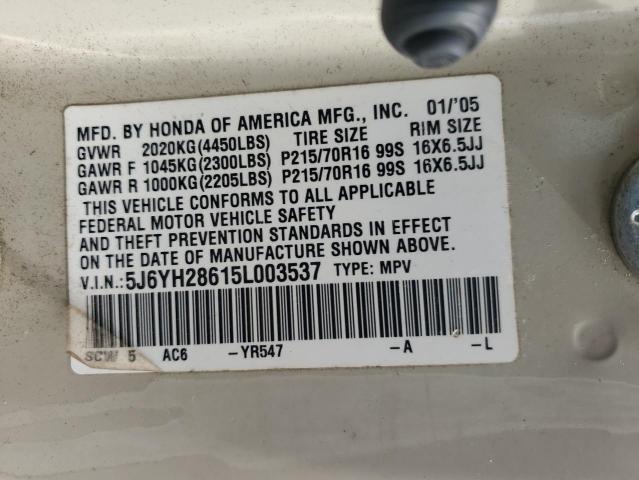 MFD. BY HONDA OF AMERICA MFG., INC. 01/'05
GVWR 2020KG(4450LBS) TIRE SIZE RIM SIZE
GAWR F 1045KG(2300LBS) P215/70R16 99S 16X6.5JJ
GAWR R 1000KG(2205LBS) P215/70R16 99S 16X6.5JJ
THIS VEHICLE CONFORMS TO ALL APPLICABLE
FEDERAL MOTOR VEHICLE SAFETY
AND THEFT PREVENTION STANDARDS IN EFFECT
ON THE DATE OF MANUFACTURE SHOWN ABOVE.
V.I.N.:5J6YH28615L003537 TYPE: MPV
SCW 5 AC6 -YR547 -A -L